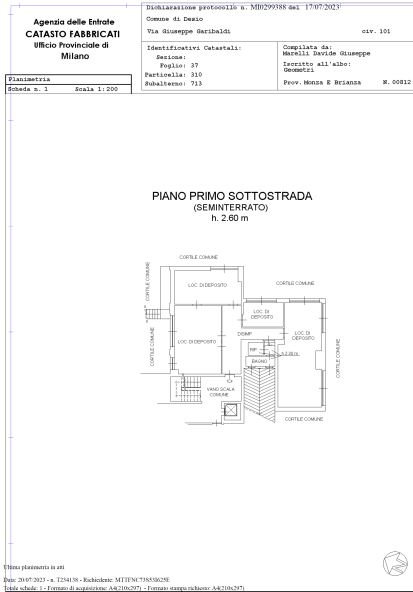 Agenzia delle Entrate
CATASTO FABBRICATI
Ufficio Provinciale di
Milano
Dichiarazione protocollo n. MI0299388 del 17/07/2023
Comune di Desio
Via Giuseppe Garibaldi civ. 101
Identificativi Catastali:
Sezione:
Foglio: 37
Particella: 310
Subalterno: 713
Compilata da:
Marelli Davide Giuseppe
Iscritto all'albo:
Geometri
Prov. Monza E Brianza N. 00812
Planimetria
Scheda n. 1 Scala 1:200
PIANO PRIMO SOTTOSTRADA
(SEMINTERRATO)
h. 2.60 m
CORTILE COMUNE
CORTILE COMUNE
CORTILE COMUNE
LOC. DI DEPOSITO
LOC. DI
DEPOSITO
DISIMP.
LOC. DI
DEPOSITO
CORTILE COMUNE
LOC. DI DEPOSITO
RIP.
h 2.30 m
BAGNO
CORTILE COMUNE
VANO SCALA
COMUNE
CORTILE COMUNE
Ultima planimetria in atti
Data: 20/07/2023 - n. T234138 - Richiedente: MTTFNC73S53I625E
Totale schede: 1 - Formato di acquisizione: A4(210x297) - Formato stampa richiesto: A4(210x297)